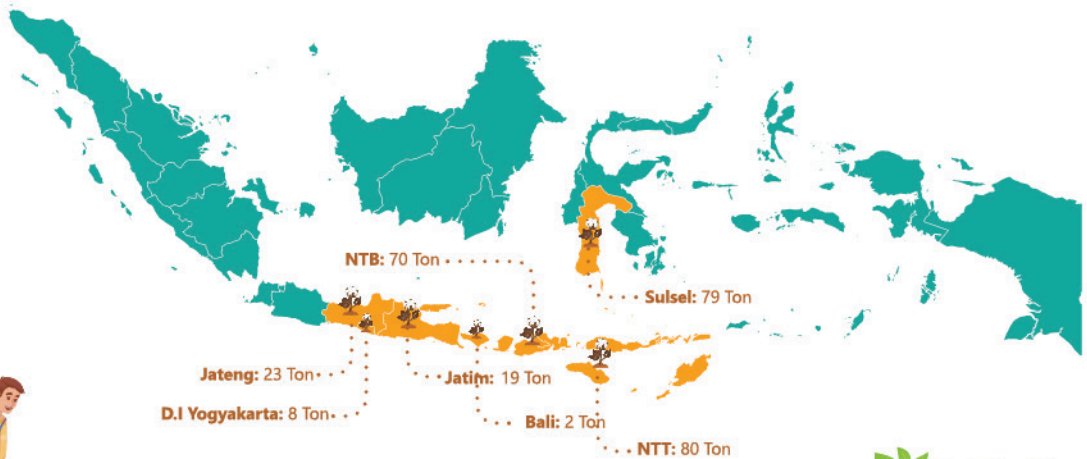 NTB: 70 Ton
Sulsel: 79 Ton
Jateng: 23 Ton
Jatim: 19 Ton
D.I Yogyakarta: 8 Ton
Bali: 2 Ton
NTT: 80 Ton